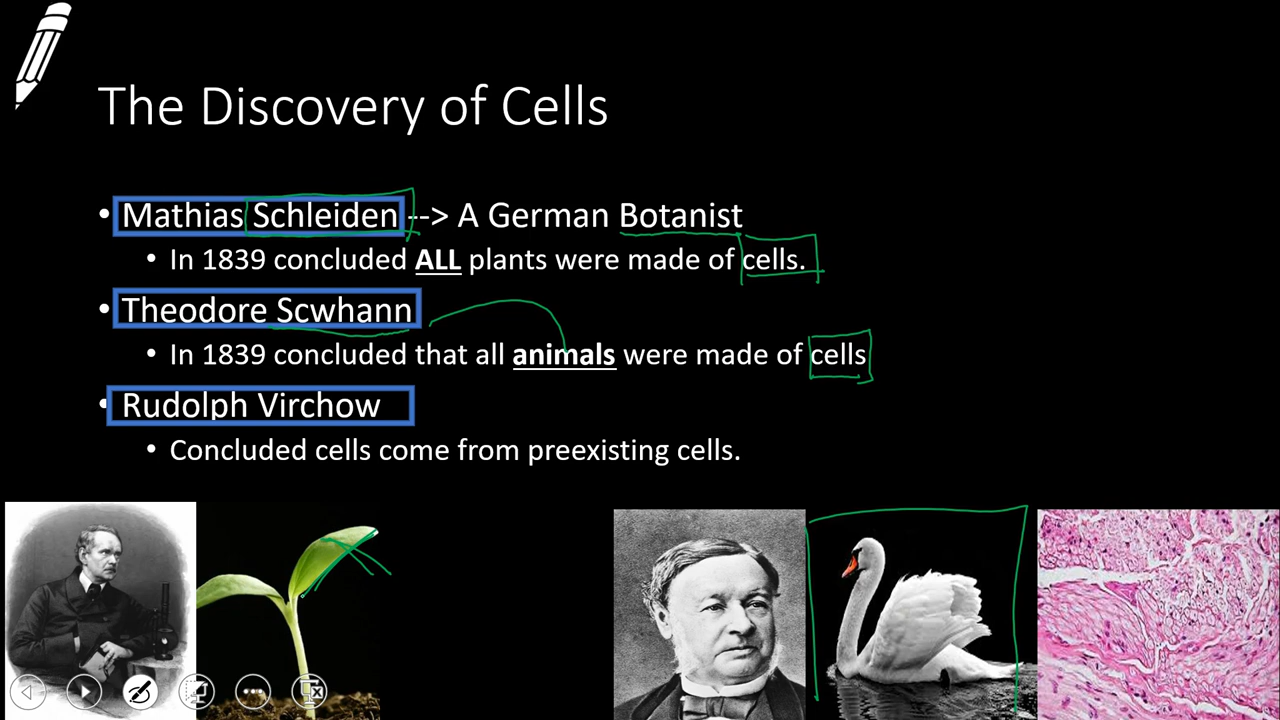 The Discovery of Cells
• Mathias Schleiden --> A German Botanist
• In 1839 concluded ALL plants were made of cells.
• Theodore Scwhann
• In 1839 concluded that all animals were made of cells
• Rudolph Virchow
• Concluded cells come from preexisting cells.